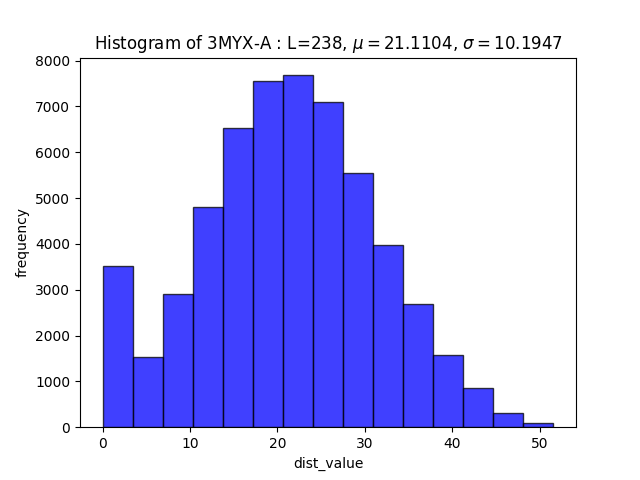 Histogram of 3MYX-A : L=238, μ = 21.1104, σ = 10.1947
8000
7000
6000
5000
4000
3000
2000
1000
0
frequency
0 10 20 30 40 50
dist_value